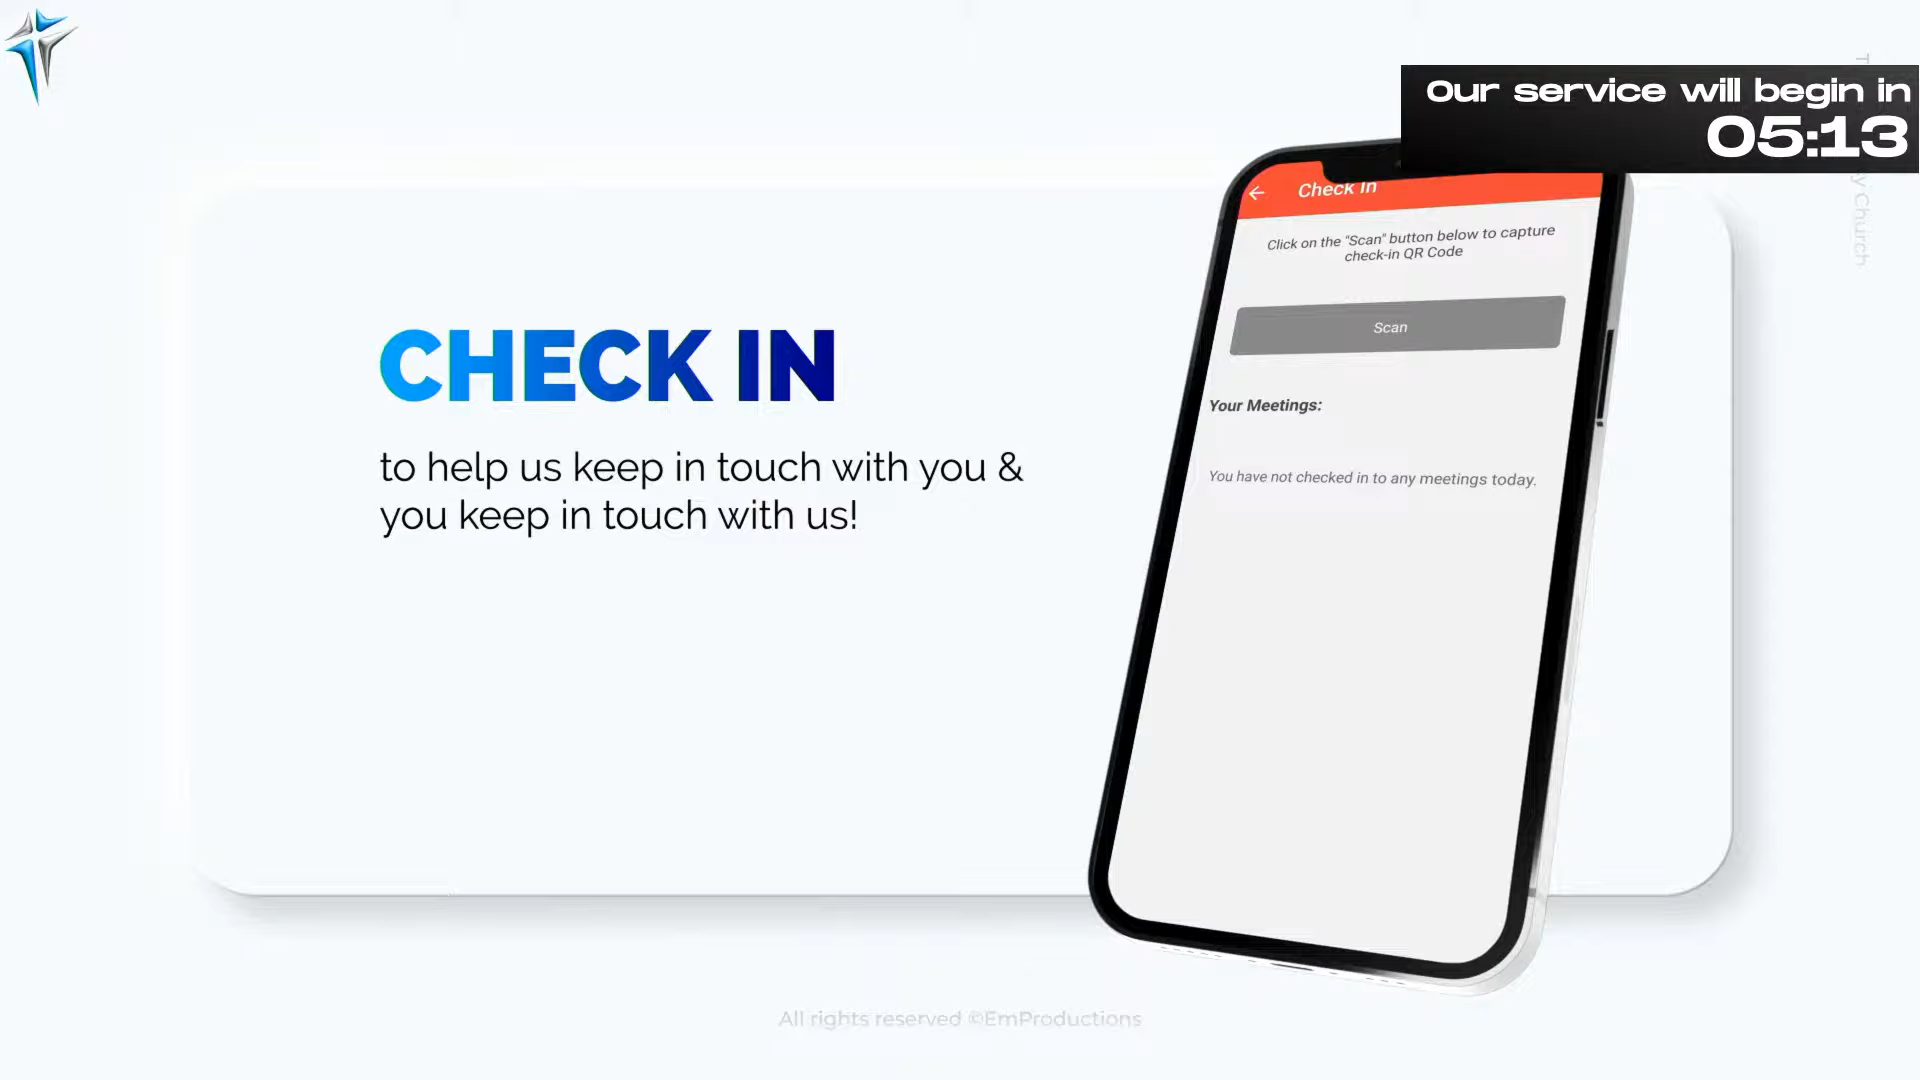 Our service will begin in
05:13
Church
Check In
Click on the "Scan" button below to capture
check-in QR Code
Scan
Your Meetings:
You have not checked in to any meetings today.
CHECK IN
to help us keep in touch with you &
you keep in touch with us!
All rights reserved ©EmProductions